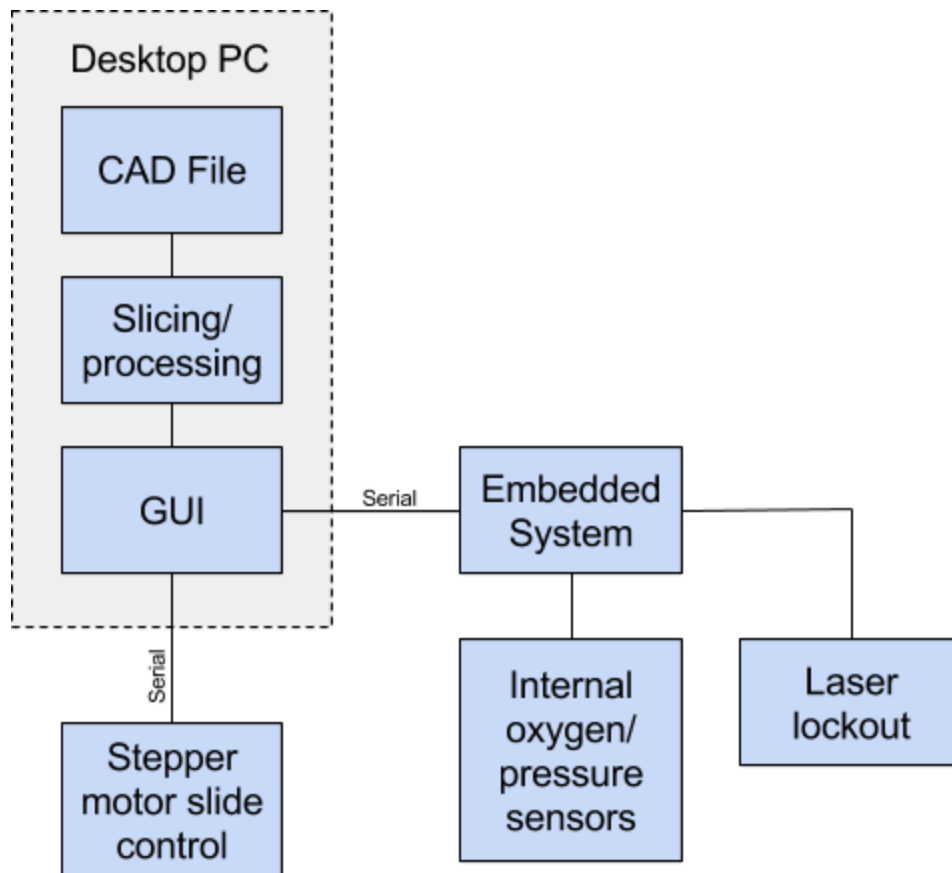 Desktop PC
CAD File
Slicing/
processing
GUI
Serial
Embedded
System
Serial
Stepper
motor slide
control
Internal
oxygen/
pressure
sensors
Laser
lockout